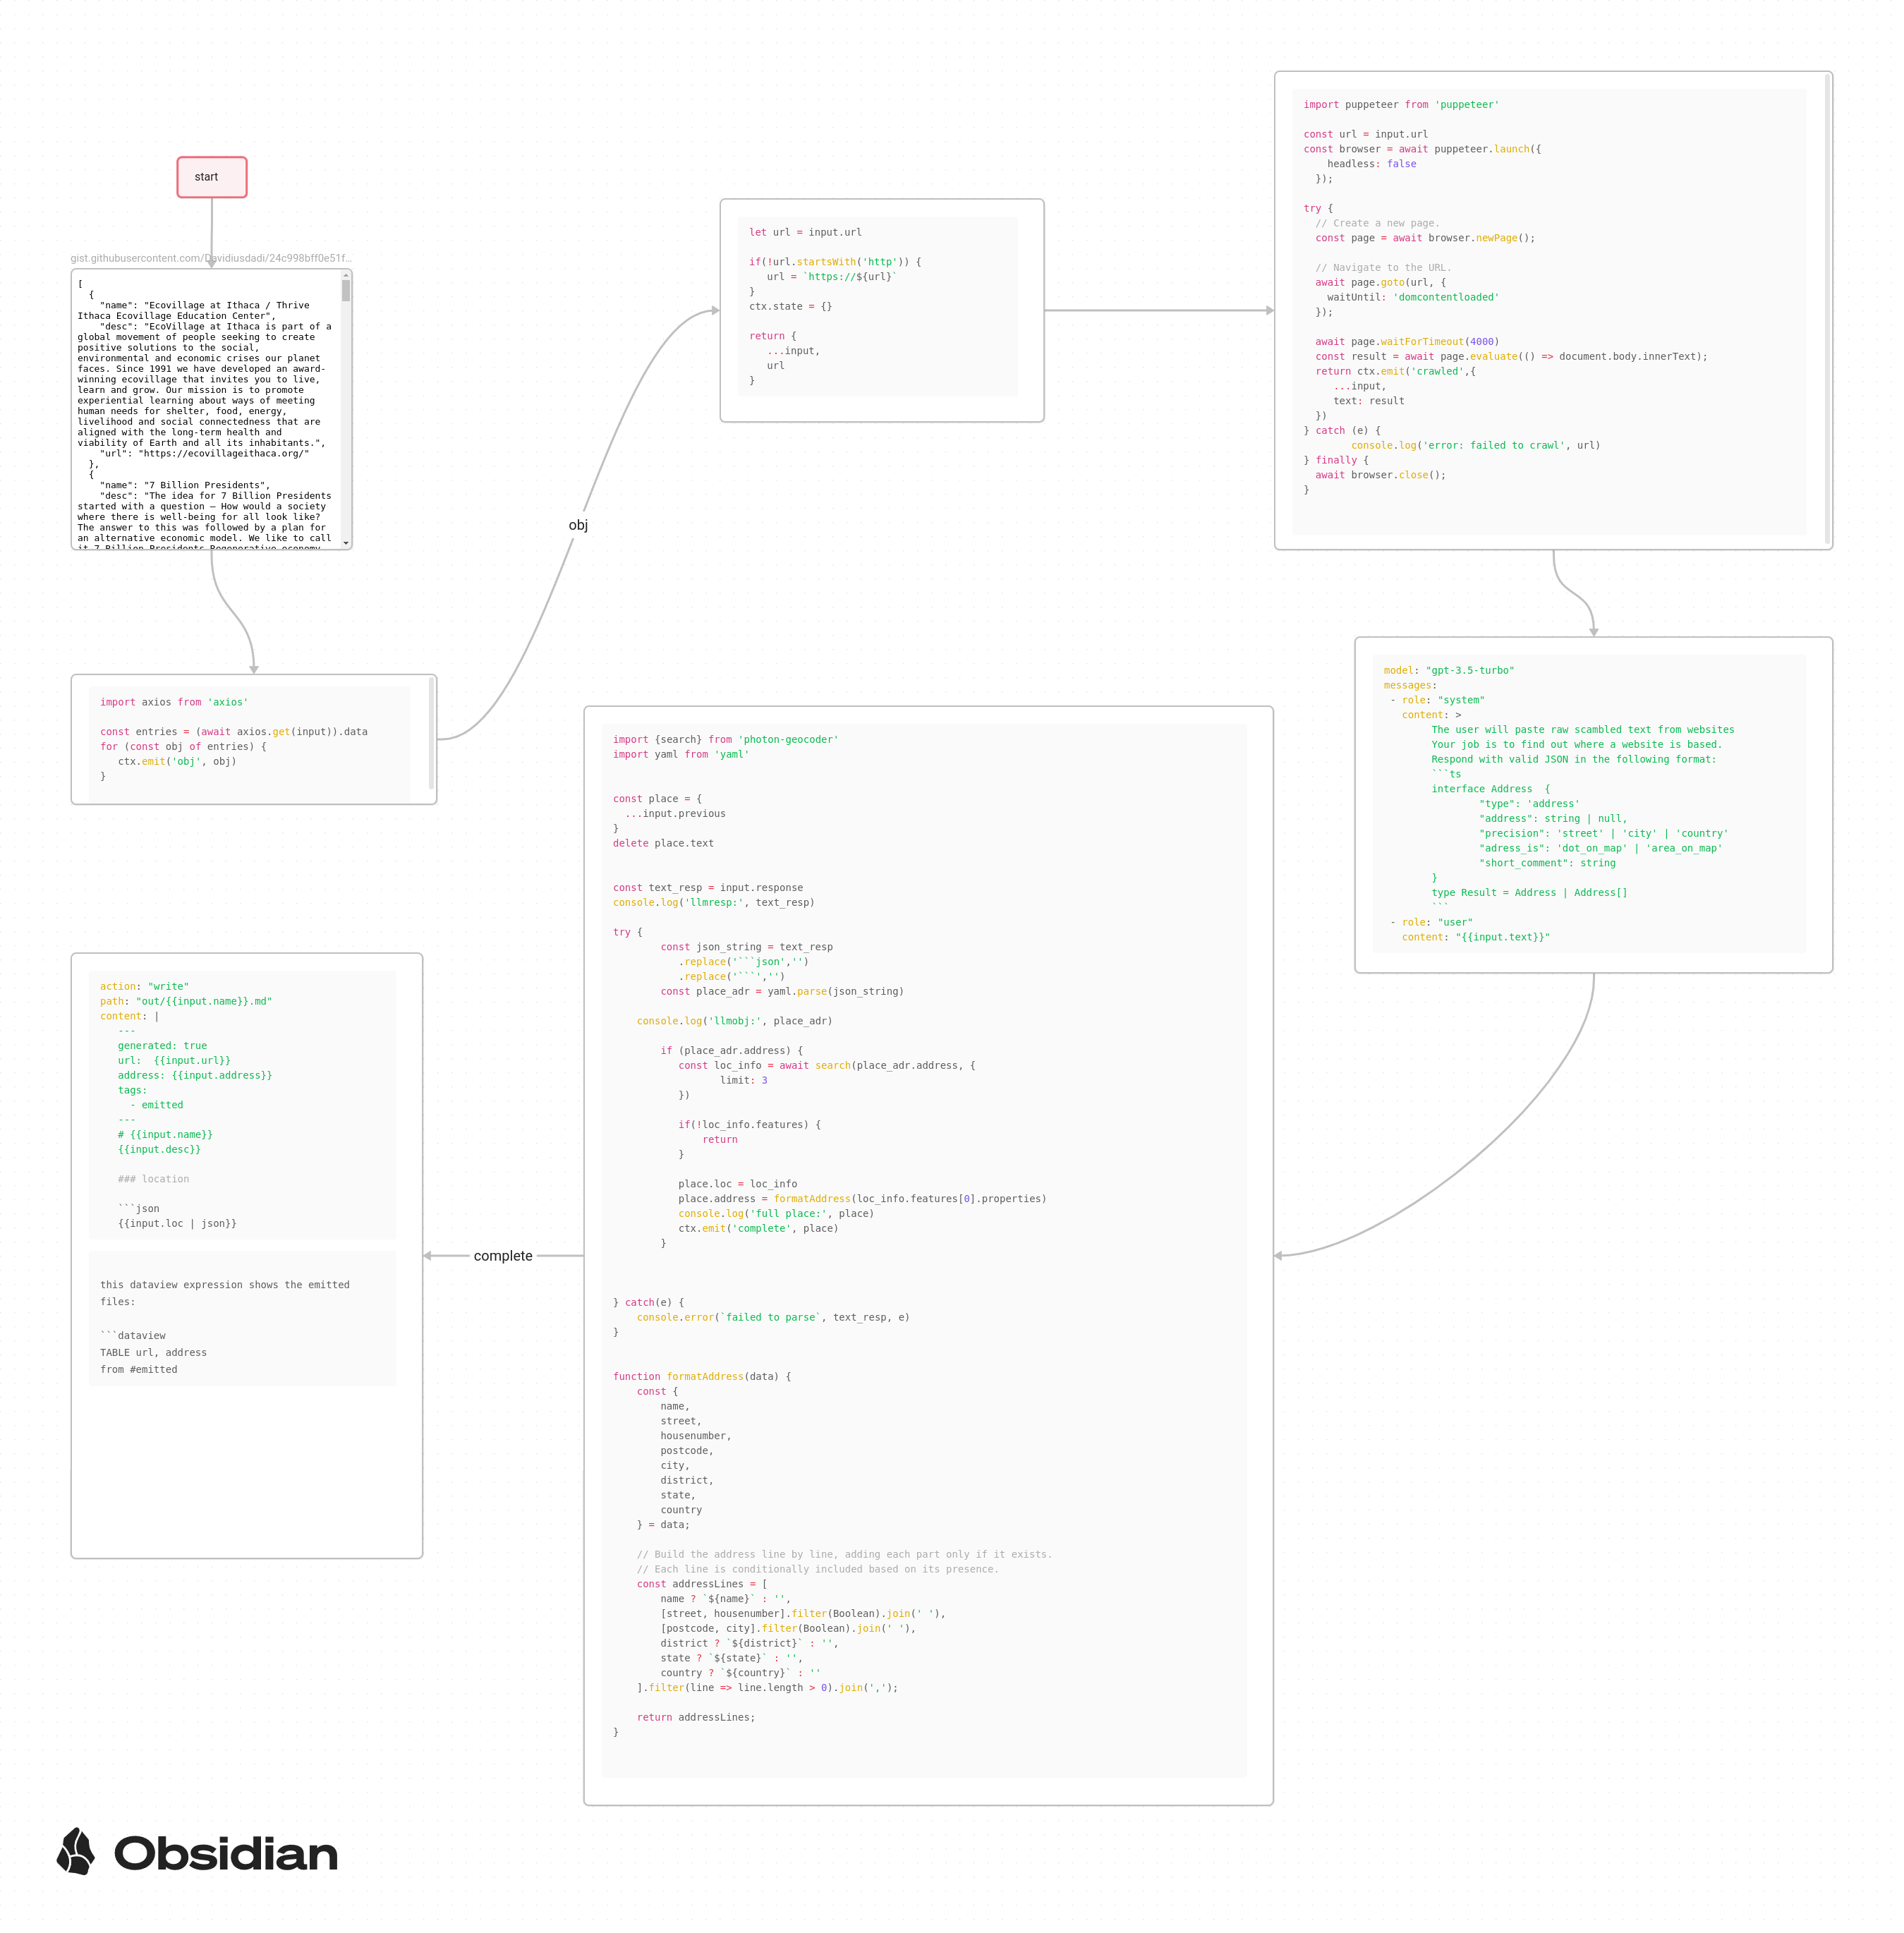 start
gist.githubusercontent.com/Davidiusdadi/24c998bff0e51f...
[
  {
    "name": "Ecovillage at Ithaca / Thrive
Ithaca Ecovillage Education Center",
    "desc": "EcoVillage at Ithaca is part of a
global movement of people seeking to create
positive solutions to the social,
environmental and economic crises our planet
faces. Since 1991 we have developed an award-
winning ecovillage that invites you to live,
learn and grow. Our mission is to promote
experiential learning about ways of meeting
human needs for shelter, food, energy,
livelihood and social connectedness that are
aligned with the long-term health and
viability of Earth and all its inhabitants.",
    "url": "https://ecovillageithaca.org/"
  },
  {
    "name": "7 Billion Presidents",
    "desc": "The idea for 7 Billion Presidents
started with a question – How would a society
where there is well-being for all look like?
The answer to this was followed by a plan for
an alternative economic model. We like to call
it 7 Billion Presidents Regenerative economy
import axios from 'axios'
const entries = (await axios.get(input)).data
for (const obj of entries) {
   ctx.emit('obj', obj)
}
obj
let url = input.url
if(!url.startsWith('http')) {
   url = `https://${url}`
}
ctx.state = {}
return {
   ...input,
   url
}
import puppeteer from 'puppeteer'
const url = input.url
const browser = await puppeteer.launch({
    headless: false
  });
try {
  // Create a new page.
  const page = await browser.newPage();
  // Navigate to the URL.
  await page.goto(url, {
    waitUntil: 'domcontentloaded'
  });
  await page.waitForTimeout(4000)
  const result = await page.evaluate(() => document.body.innerText);
  return ctx.emit('crawled',{
     ...input,
     text: result
  })
} catch (e) {
        console.log('error: failed to crawl', url)
} finally {
  await browser.close();
}
model: "gpt-3.5-turbo"
messages:
 - role: "system"
   content: >
        The user will paste raw scambled text from websites
        Your job is to find out where a website is based.
        Respond with valid JSON in the following format:
        ```ts
        interface Address  {
                "type": 'address'
                "address": string | null,
                "precision": 'street' | 'city' | 'country'
                "adress_is": 'dot_on_map' | 'area_on_map'
                "short_comment": string
        }
        type Result = Address | Address[]
        ```
 - role: "user"
   content: "{{input.text}}"
import {search} from 'photon-geocoder'
import yaml from 'yaml'
const place = {
  ...input.previous
}
delete place.text
const text_resp = input.response
console.log('llmresp:', text_resp)
try {
        const json_string = text_resp
           .replace('```json','')
           .replace('```','')
        const place_adr = yaml.parse(json_string)
    console.log('llmobj:', place_adr)
        if (place_adr.address) {
           const loc_info = await search(place_adr.address, {
                  limit: 3
           })
           if(!loc_info.features) {
               return
           }
           place.loc = loc_info
           place.address = formatAddress(loc_info.features[0].properties)
           console.log('full place:', place)
           ctx.emit('complete', place)
        }
} catch(e) {
    console.error(`failed to parse`, text_resp, e)
}
function formatAddress(data) {
    const {
        name,
        street,
        housenumber,
        postcode,
        city,
        district,
        state,
        country
    } = data;
    // Build the address line by line, adding each part only if it exists.
    // Each line is conditionally included based on its presence.
    const addressLines = [
        name ? `${name}` : '',
        [street, housenumber].filter(Boolean).join(' '),
        [postcode, city].filter(Boolean).join(' '),
        district ? `${district}` : '',
        state ? `${state}` : '',
        country ? `${country}` : ''
    ].filter(line => line.length > 0).join(',');
    return addressLines;
}
complete
action: "write"
path: "out/{{input.name}}.md"
content: |
   ---
   generated: true
   url:  {{input.url}}
   address: {{input.address}}
   tags:
     - emitted
   ---
   # {{input.name}}
   {{input.desc}}
   ### location
   ```json
   {{input.loc | json}}
this dataview expression shows the emitted
files:
```dataview
TABLE url, address
from #emitted
Obsidian